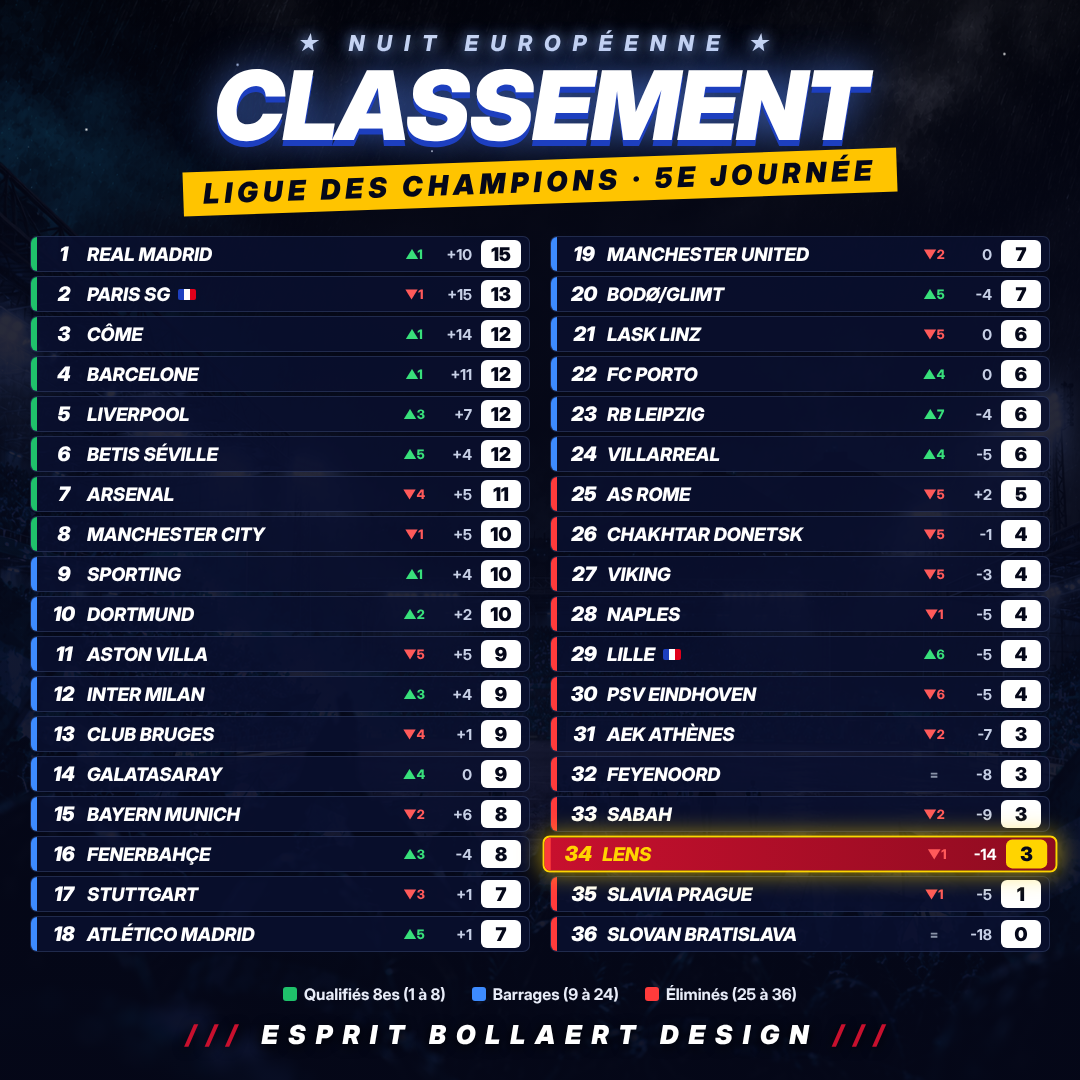 ★ NUIT EUROPÉENNE ★
CLASSEMENT
LIGUE DES CHAMPIONS · 5E JOURNÉE
1 REAL MADRID ▲1 +10 15
2 PARIS SG ▼1 +15 13
3 CÔME ▲1 +14 12
4 BARCELONE ▲1 +11 12
5 LIVERPOOL ▲3 +7 12
6 BETIS SÉVILLE ▲5 +4 12
7 ARSENAL ▼4 +5 11
8 MANCHESTER CITY ▼1 +5 10
9 SPORTING ▲1 +4 10
10 DORTMUND ▲2 +2 10
11 ASTON VILLA ▼5 +5 9
12 INTER MILAN ▲3 +4 9
13 CLUB BRUGES ▼4 +1 9
14 GALATASARAY ▲4 0 9
15 BAYERN MUNICH ▼2 +6 8
16 FENERBAHÇE ▲3 -4 8
17 STUTTGART ▼3 +1 7
18 ATLÉTICO MADRID ▲5 +1 7
19 MANCHESTER UNITED ▼2 0 7
20 BODØ/GLIMT ▲5 -4 7
21 LASK LINZ ▼5 0 6
22 FC PORTO ▲4 0 6
23 RB LEIPZIG ▲7 -4 6
24 VILLARREAL ▲4 -5 6
25 AS ROME ▼5 +2 5
26 CHAKHTAR DONETSK ▼5 -1 4
27 VIKING ▼5 -3 4
28 NAPLES ▼1 -5 4
29 LILLE ▲6 -5 4
30 PSV EINDHOVEN ▼6 -5 4
31 AEK ATHÈNES ▼2 -7 3
32 FEYENOORD = -8 3
33 SABAH ▼2 -9 3
34 LENS ▼1 -14 3
35 SLAVIA PRAGUE ▼1 -5 1
36 SLOVAN BRATISLAVA = -18 0
Qualifiés 8es (1 à 8) Barrages (9 à 24) Éliminés (25 à 36)
/// ESPRIT BOLLAERT DESIGN ///